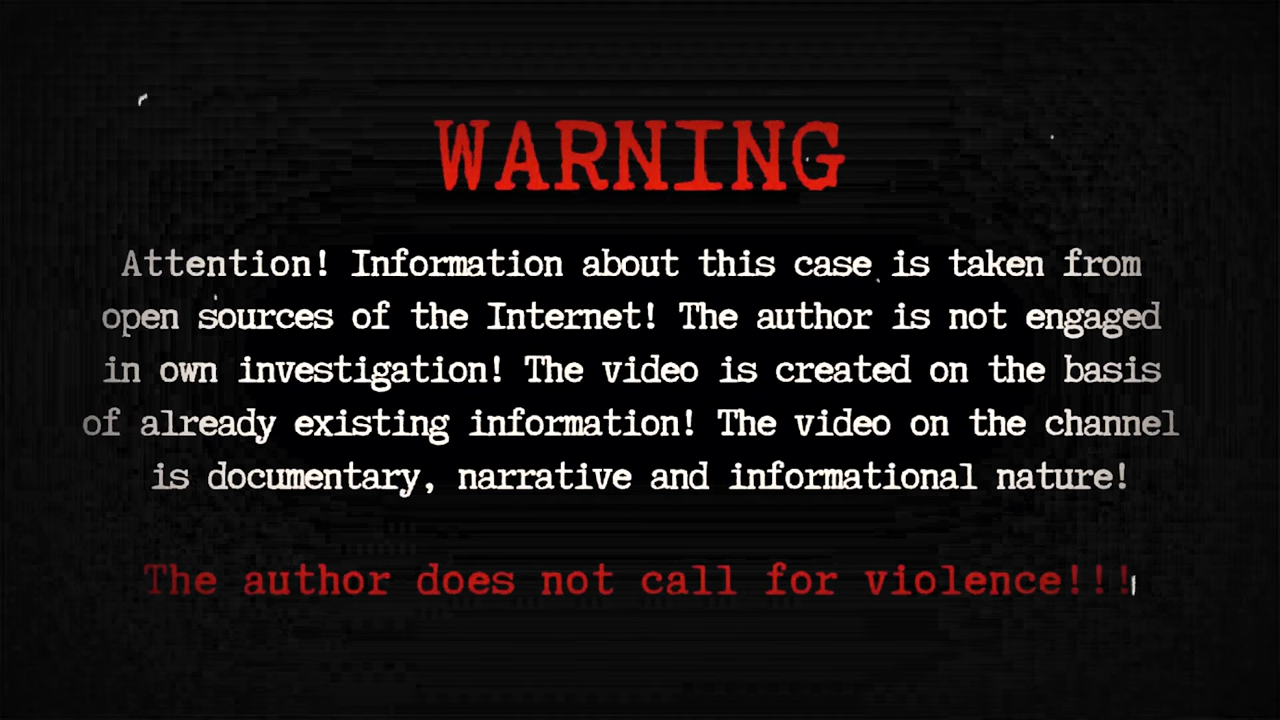 WARNING
Attention! Information about this case is taken from
open sources of the Internet! The author is not engaged
in own investigation! The video is created on the basis
of already existing information! The video on the channel
is documentary, narrative and informational nature!
The author does not call for violence!!!